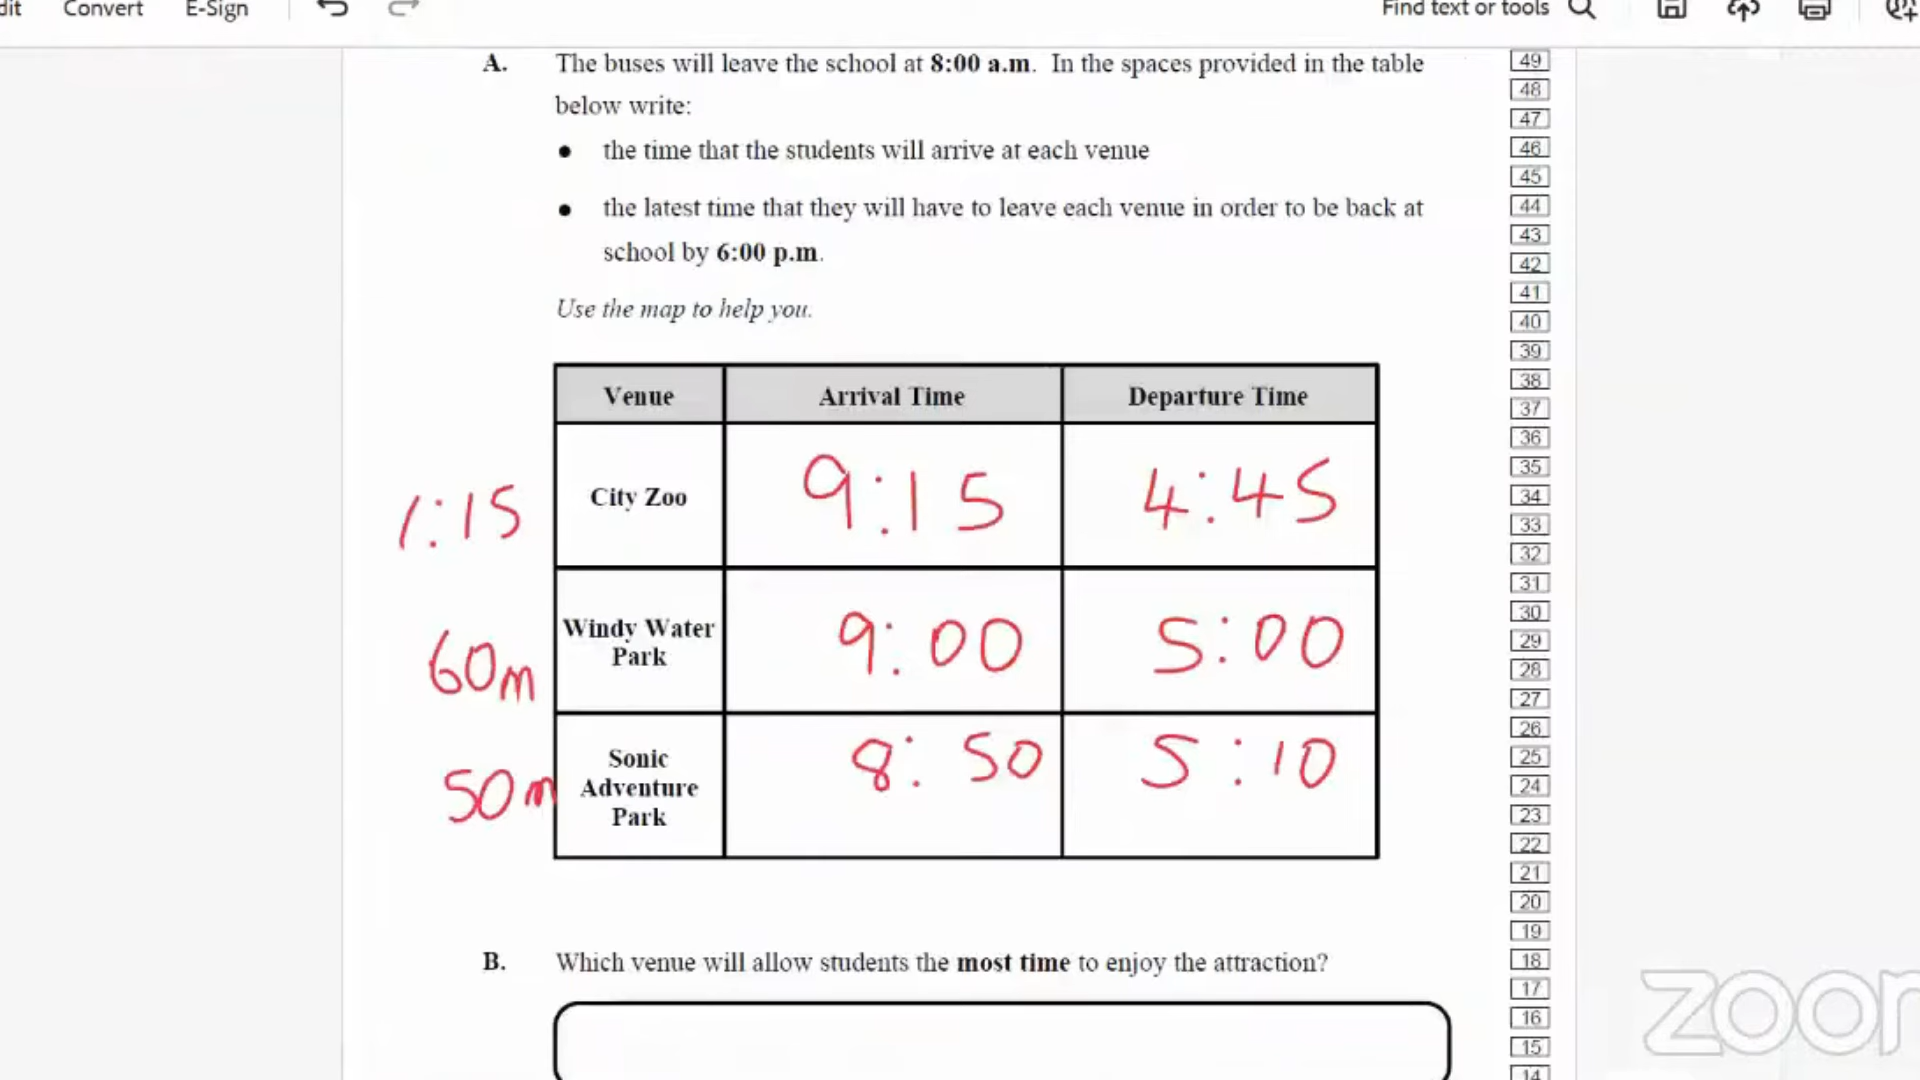 Convert E-Sign Find text or tools
A. The buses will leave the school at 8:00 a.m. In the spaces provided in the table
below write:
● the time that the students will arrive at each venue
● the latest time that they will have to leave each venue in order to be back at
school by 6:00 p.m.
Use the map to help you.
Venue Arrival Time Departure Time
1:15 City Zoo 9:15 4:45
60m Windy Water
Park 9:00 5:00
50m Sonic
Adventure
Park 8:50 5:10
B. Which venue will allow students the most time to enjoy the attraction?
49
48
47
46
45
44
43
42
41
40
39
38
37
36
35
34
33
32
31
30
29
28
27
26
25
24
23
22
21
20
19
18
17
16
15
14